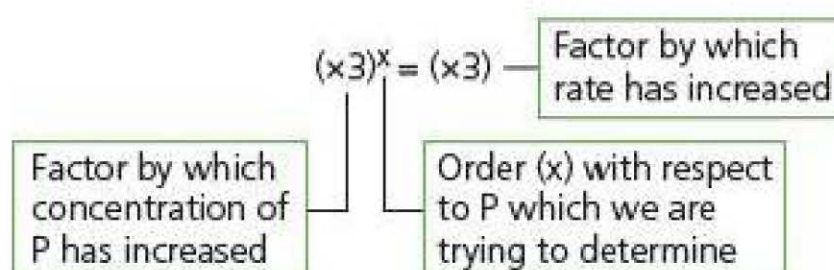 (×3)ˣ = (×3)
Factor by which
rate has increased
Factor by which
concentration of
P has increased
Order (x) with respect
to P which we are
trying to determine